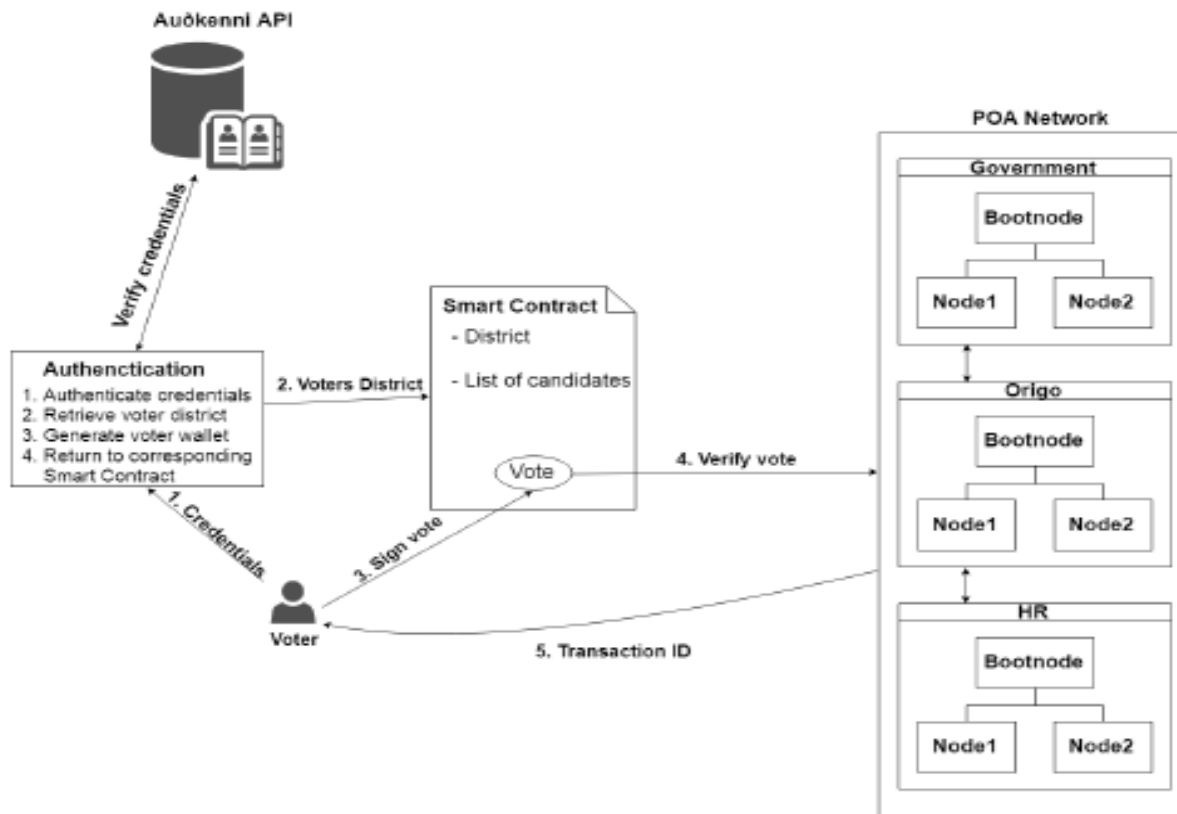 Auðkenni API
Verify credentials
Authenctication
1. Authenticate credentials
2. Retrieve voter district
3. Generate voter wallet
4. Return to corresponding
Smart Contract
1. Credentials
Voter
2. Voters District
Smart Contract
- District
- List of candidates
Vote
3. Sign vote
4. Verify vote
5. Transaction ID
POA Network
Government
Bootnode
Node1 Node2
Origo
Bootnode
Node1 Node2
HR
Bootnode
Node1 Node2